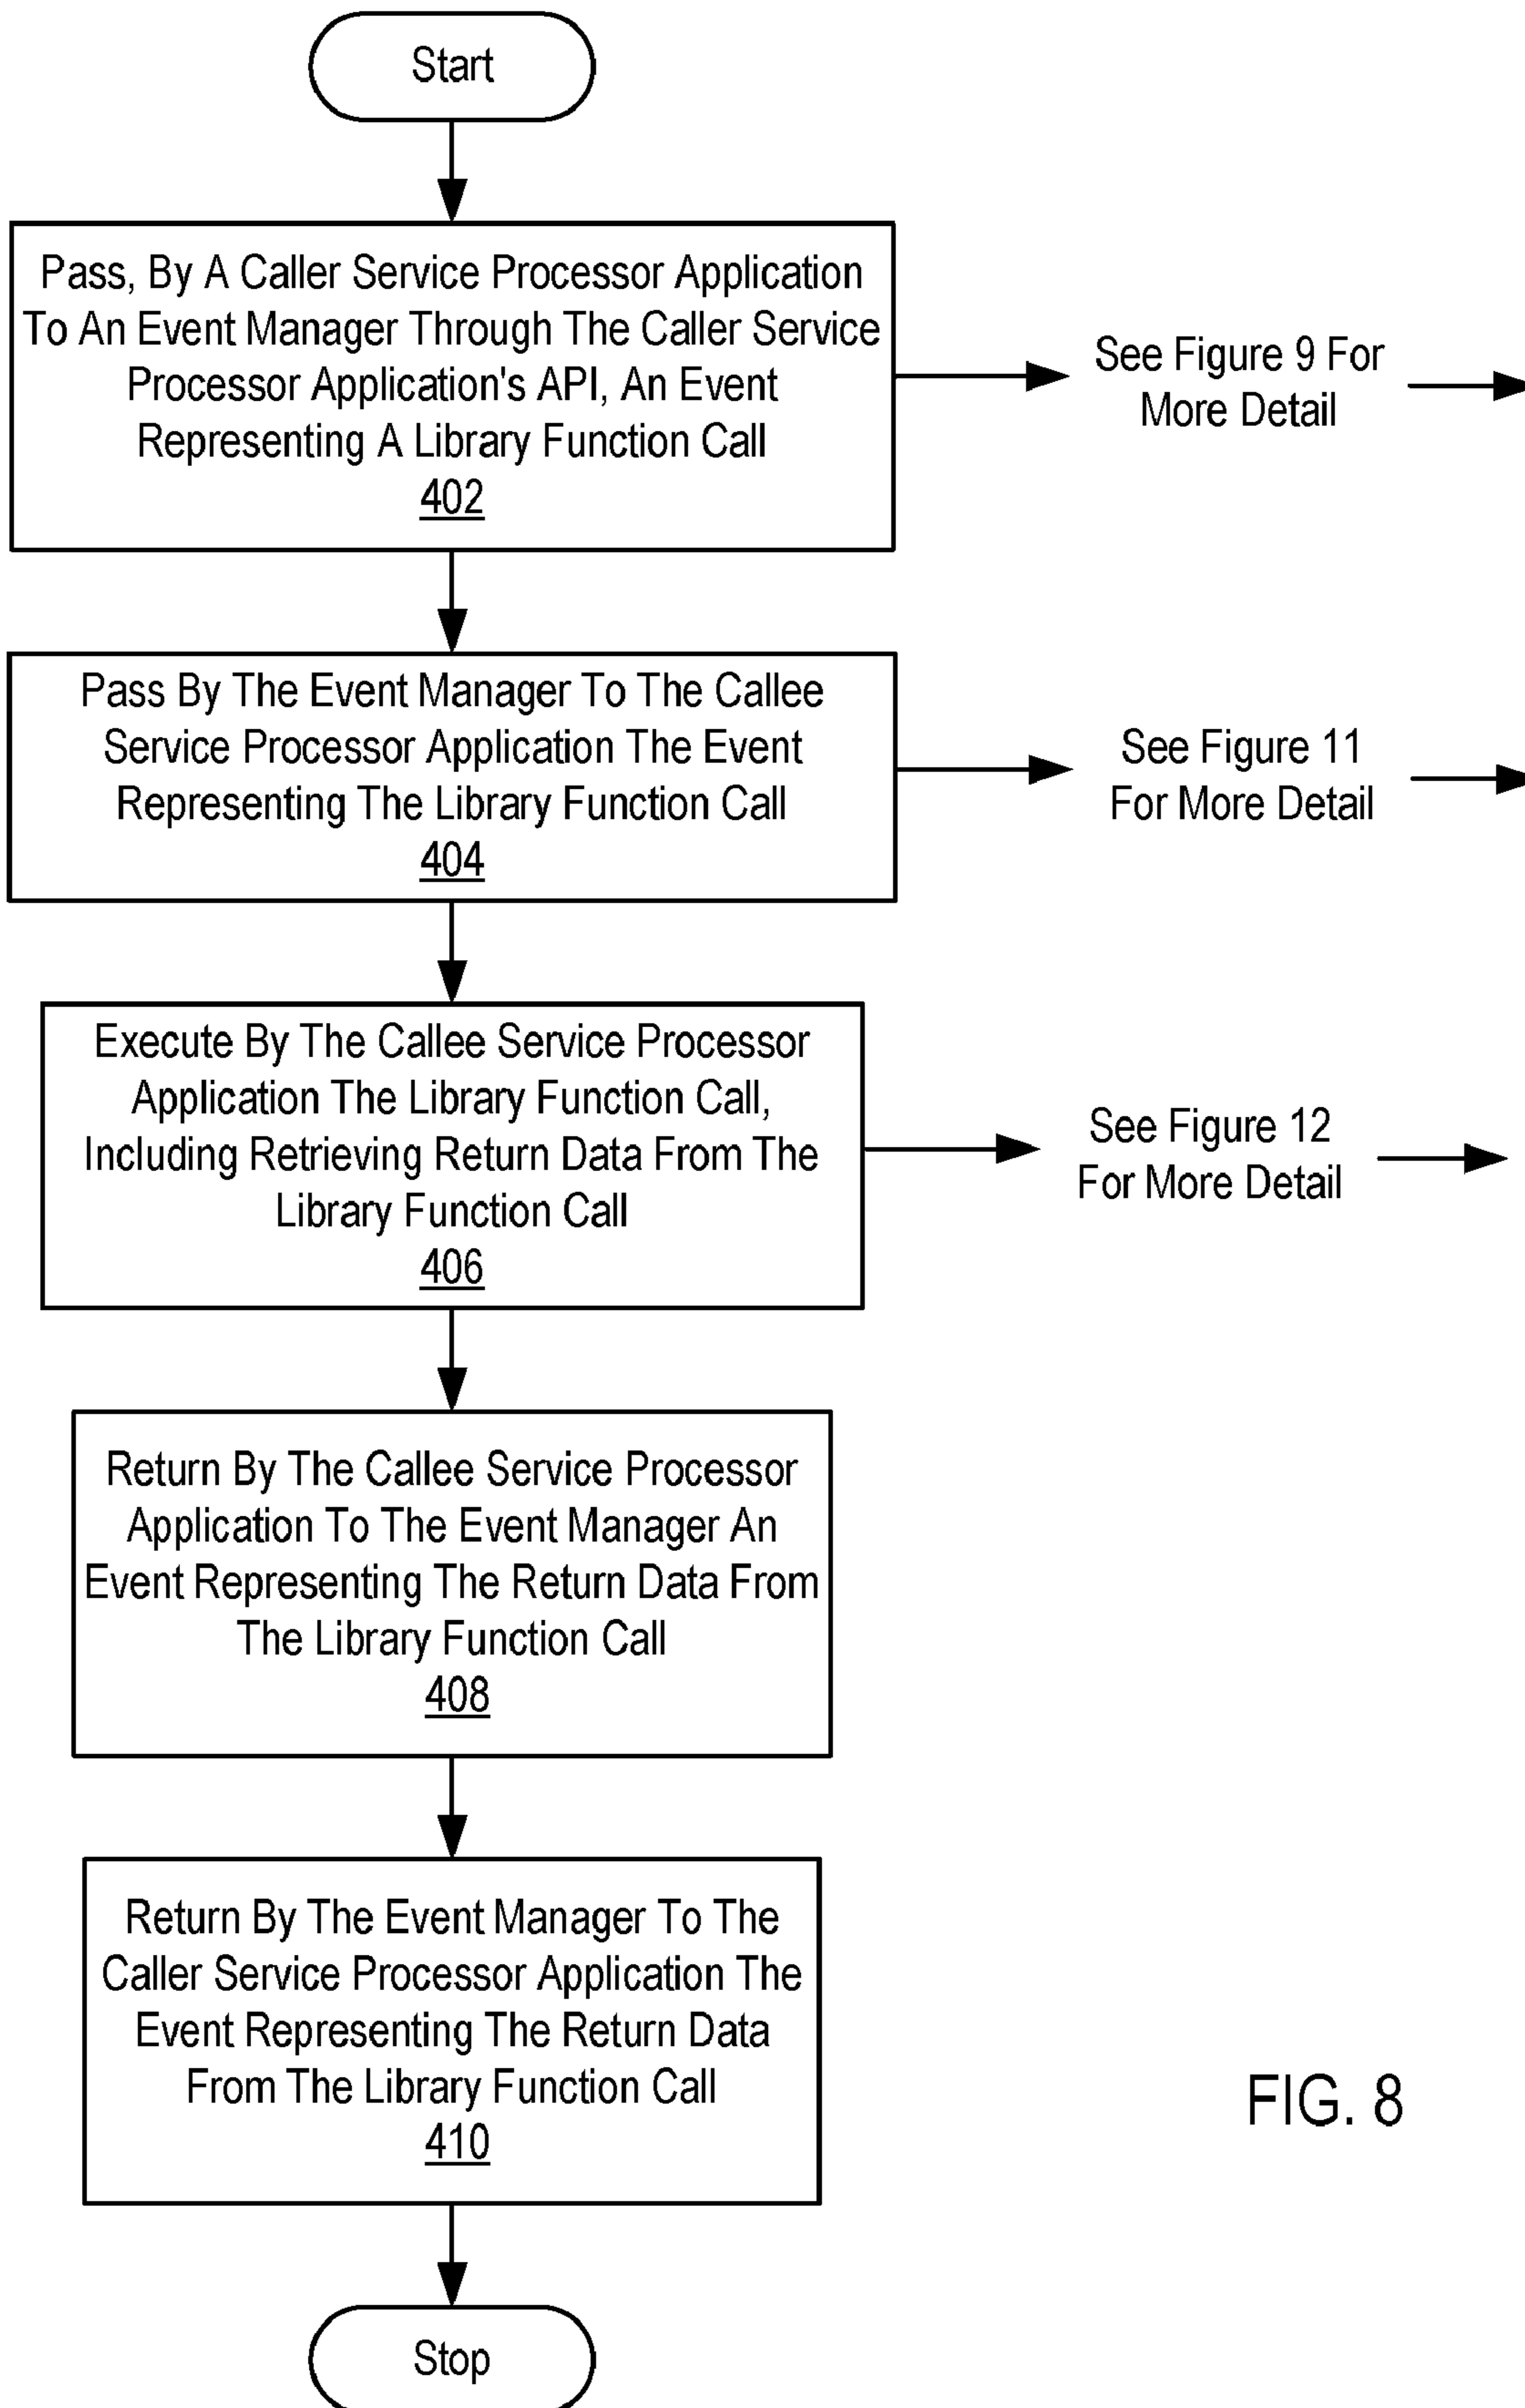 Start
Pass, By A Caller Service Processor Application
To An Event Manager Through The Caller Service
Processor Application's API, An Event
Representing A Library Function Call
402
See Figure 9 For
More Detail
Pass By The Event Manager To The Callee
Service Processor Application The Event
Representing The Library Function Call
404
See Figure 11
For More Detail
Execute By The Callee Service Processor
Application The Library Function Call,
Including Retrieving Return Data From The
Library Function Call
406
See Figure 12
For More Detail
Return By The Callee Service Processor
Application To The Event Manager An
Event Representing The Return Data From
The Library Function Call
408
Return By The Event Manager To The
Caller Service Processor Application The
Event Representing The Return Data
From The Library Function Call
410
FIG. 8
Stop